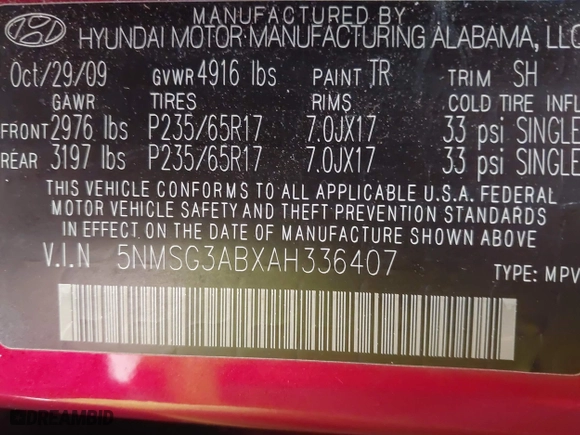 MANUFACTURED BY
HYUNDAI MOTOR MANUFACTURING ALABAMA, LLC
Oct/29/09 GVWR 4916 lbs PAINT TR TRIM SH
GAWR TIRES RIMS COLD TIRE INFL
FRONT 2976 lbs P235/65R17 7.0JX17 33 psi SINGLE
REAR 3197 lbs P235/65R17 7.0JX17 33 psi SINGLE
THIS VEHICLE CONFORMS TO ALL APPLICABLE U.S.A. FEDERAL
MOTOR VEHICLE SAFETY AND THEFT PREVENTION STANDARDS
IN EFFECT ON THE DATE OF MANUFACTURE SHOWN ABOVE.
V.I.N 5NMSG3ABXAH336407 TYPE: MPV
DREAMBID